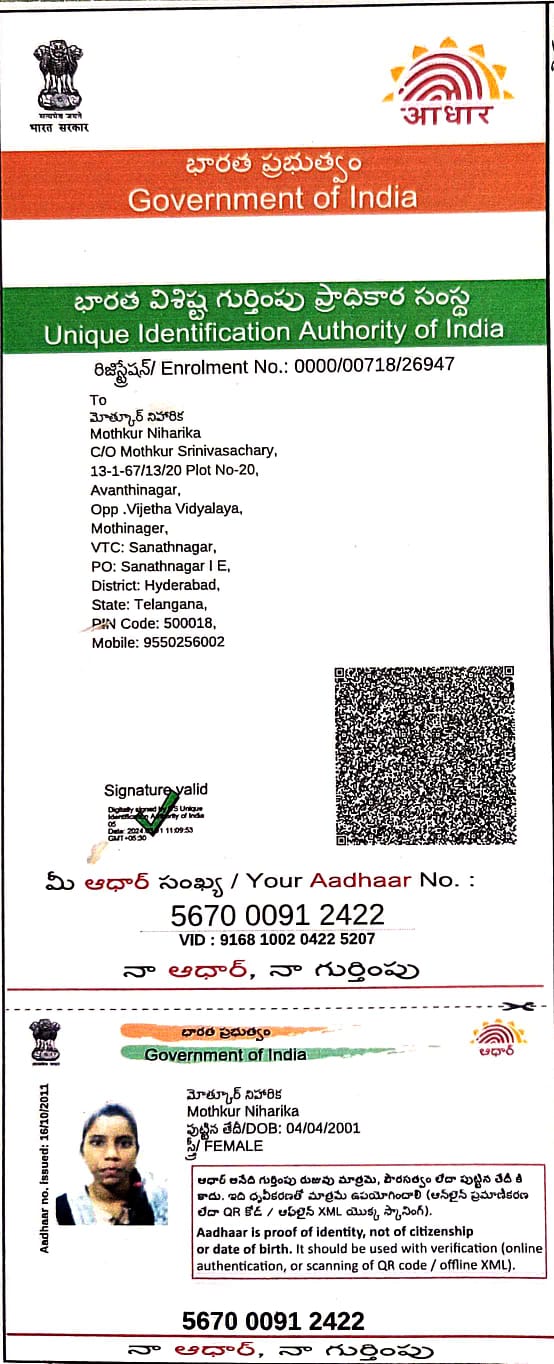 सत्यमेव जयते
भारत सरकार
आधार
భారత ప్రభుత్వం
Government of India
భారత విశిష్ట గుర్తింపు ప్రాధికార సంస్థ
Unique Identification Authority of India
రిజిస్ట్రేషన్/ Enrolment No.: 0000/00718/26947
To
మోత్కూర్ నిహారిక
Mothkur Niharika
C/O Mothkur Srinivasachary,
13-1-67/13/20 Plot No-20,
Avanthinagar,
Opp .Vijetha Vidyalaya,
Mothinager,
VTC: Sanathnagar,
PO: Sanathnagar I E,
District: Hyderabad,
State: Telangana,
PIN Code: 500018,
Mobile: 9550256002
Signature valid
Digitally signed by Unique
Identification Authority of India
05
Date: 2024 11:09:53
GMT+05:30
మీ ఆధార్ సంఖ్య / Your Aadhaar No. :
5670 0091 2422
VID : 9168 1002 0422 5207
నా ఆధార్, నా గుర్తింపు
భారత ప్రభుత్వం
Government of India
ఆధార్
Aadhaar no. issued: 16/10/2011
మోత్కూర్ నిహారిక
Mothkur Niharika
పుట్టిన తేదీ/DOB: 04/04/2001
స్త్రీ/ FEMALE
ఆధార్ అనేది గుర్తింపు రుజువు మాత్రమే, పౌరసత్వం లేదా పుట్టిన తేదీ కి
కాదు. ఇది ధృవీకరణతో మాత్రమే ఉపయోగించాలి (ఆన్‌లైన్ ప్రమాణీకరణ
లేదా QR కోడ్ / ఆఫ్‌లైన్ XML యొక్క స్కానింగ్).
Aadhaar is proof of identity, not of citizenship
or date of birth. It should be used with verification (online
authentication, or scanning of QR code / offline XML).
5670 0091 2422
నా ఆధార్, నా గుర్తింపు